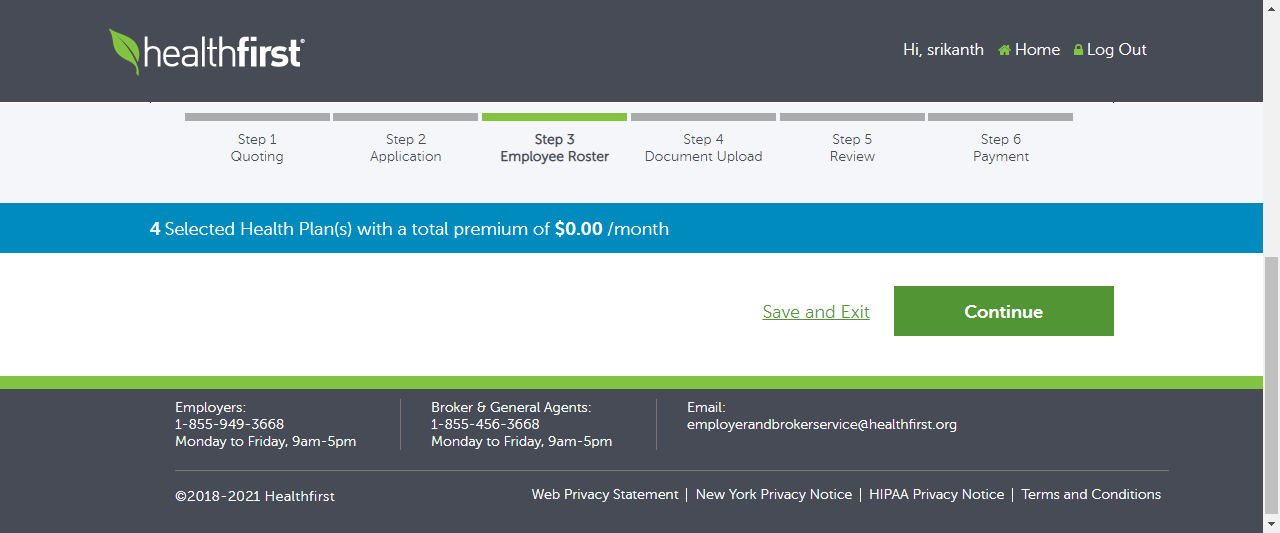 healthfirst®
Hi, srikanth Home Log Out
Step 1
Quoting
Step 2
Application
Step 3
Employee Roster
Step 4
Document Upload
Step 5
Review
Step 6
Payment
4 Selected Health Plan(s) with a total premium of $0.00 /month
Save and Exit
Continue
Employers:
1-855-949-3668
Monday to Friday, 9am-5pm
Broker & General Agents:
1-855-456-3668
Monday to Friday, 9am-5pm
Email:
employerandbrokerservice@healthfirst.org
©2018-2021 Healthfirst
Web Privacy Statement | New York Privacy Notice | HIPAA Privacy Notice | Terms and Conditions